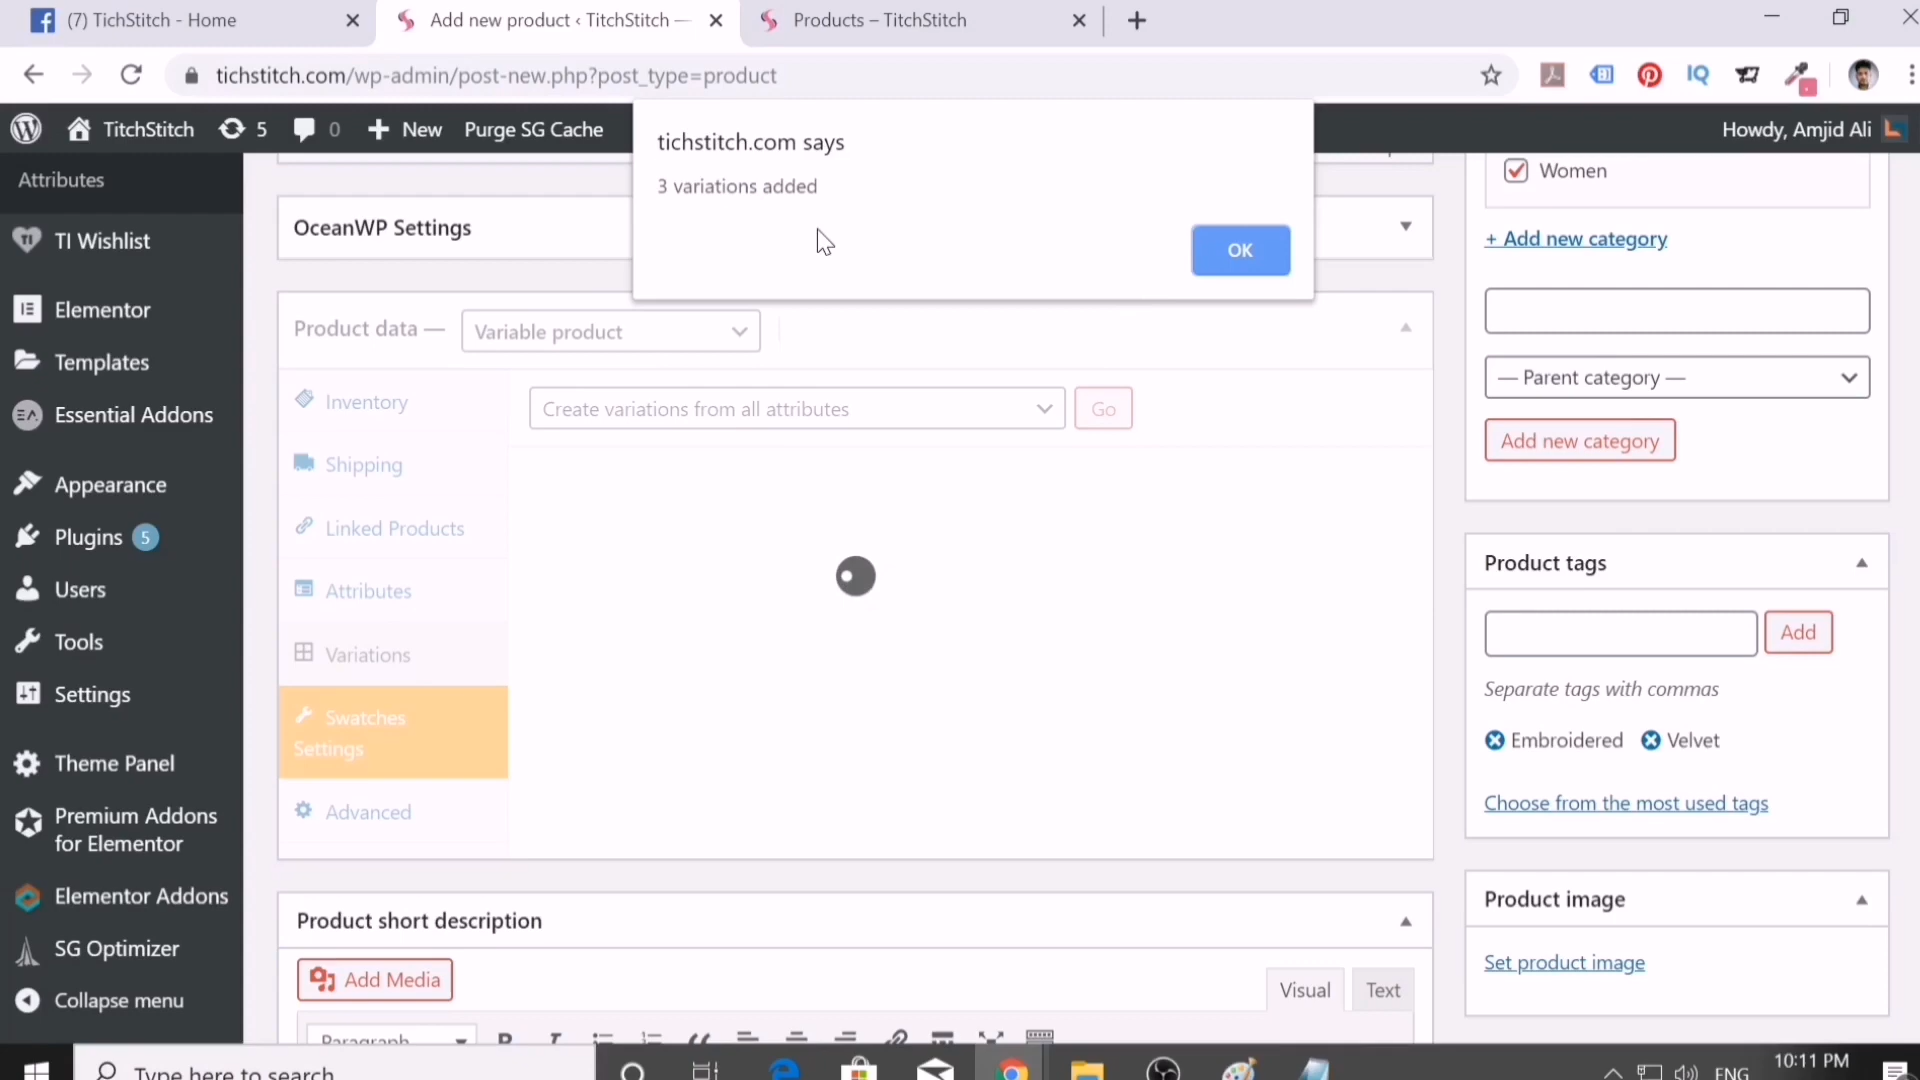 (7) TichStitch - Home
Add new product ‹ TitchStitch —
Products – TitchStitch
tichstitch.com/wp-admin/post-new.php?post_type=product
TitchStitch 5 0 New Purge SG Cache
Howdy, Amjid Ali
tichstitch.com says
3 variations added
OK
Attributes
TI Wishlist
Elementor
Templates
Essential Addons
Appearance
Plugins 5
Users
Tools
Settings
Theme Panel
Premium Addons
for Elementor
Elementor Addons
SG Optimizer
Collapse menu
OceanWP Settings
Product data —
Variable product
Inventory
Shipping
Linked Products
Attributes
Variations
Swatches
Settings
Advanced
Create variations from all attributes
Go
Product short description
Add Media
Visual
Text
Paragraph
Women
+ Add new category
— Parent category —
Add new category
Product tags
Add
Separate tags with commas
Embroidered
Velvet
Choose from the most used tags
Product image
Set product image
Type here to search
ENG
10:11 PM